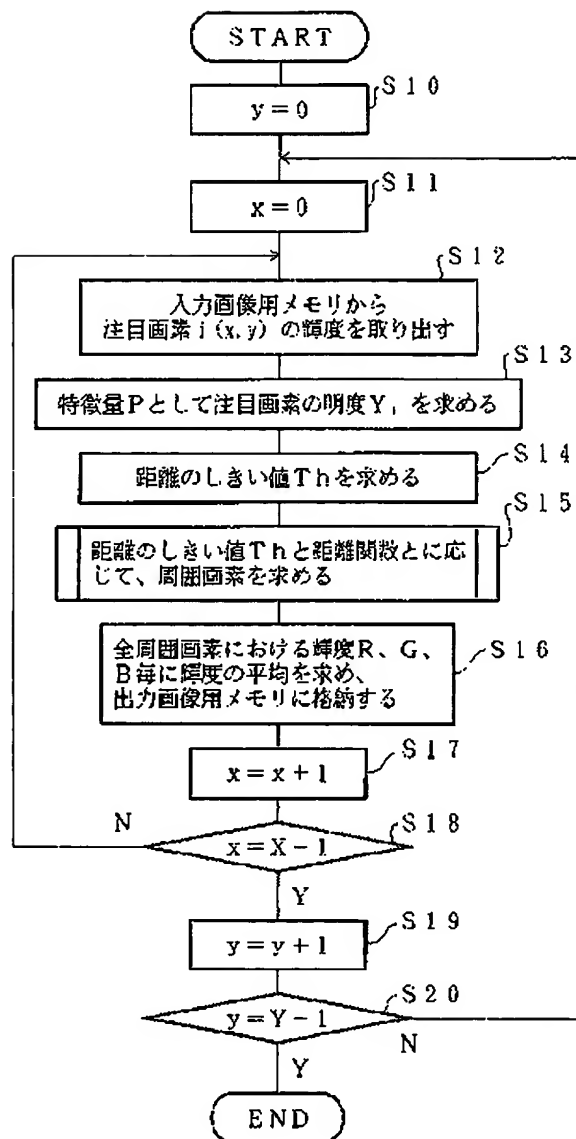 START
S10
y=0
S11
x=0
S12
入力画像用メモリから
注目画素i(x,y)の輝度を取り出す
S13
特徴量Pとして注目画素の明度Yiを求める
S14
距離のしきい値Thを求める
S15
距離のしきい値Thと距離関数とに応
じて、周囲画素を求める
S16
全周囲画素における輝度R、G、
B毎に輝度の平均を求め、
出力画像用メモリに格納する
S17
x=x+1
S18
N
x=X-1
Y
S19
y=y+1
S20
y=Y-1
N
Y
END